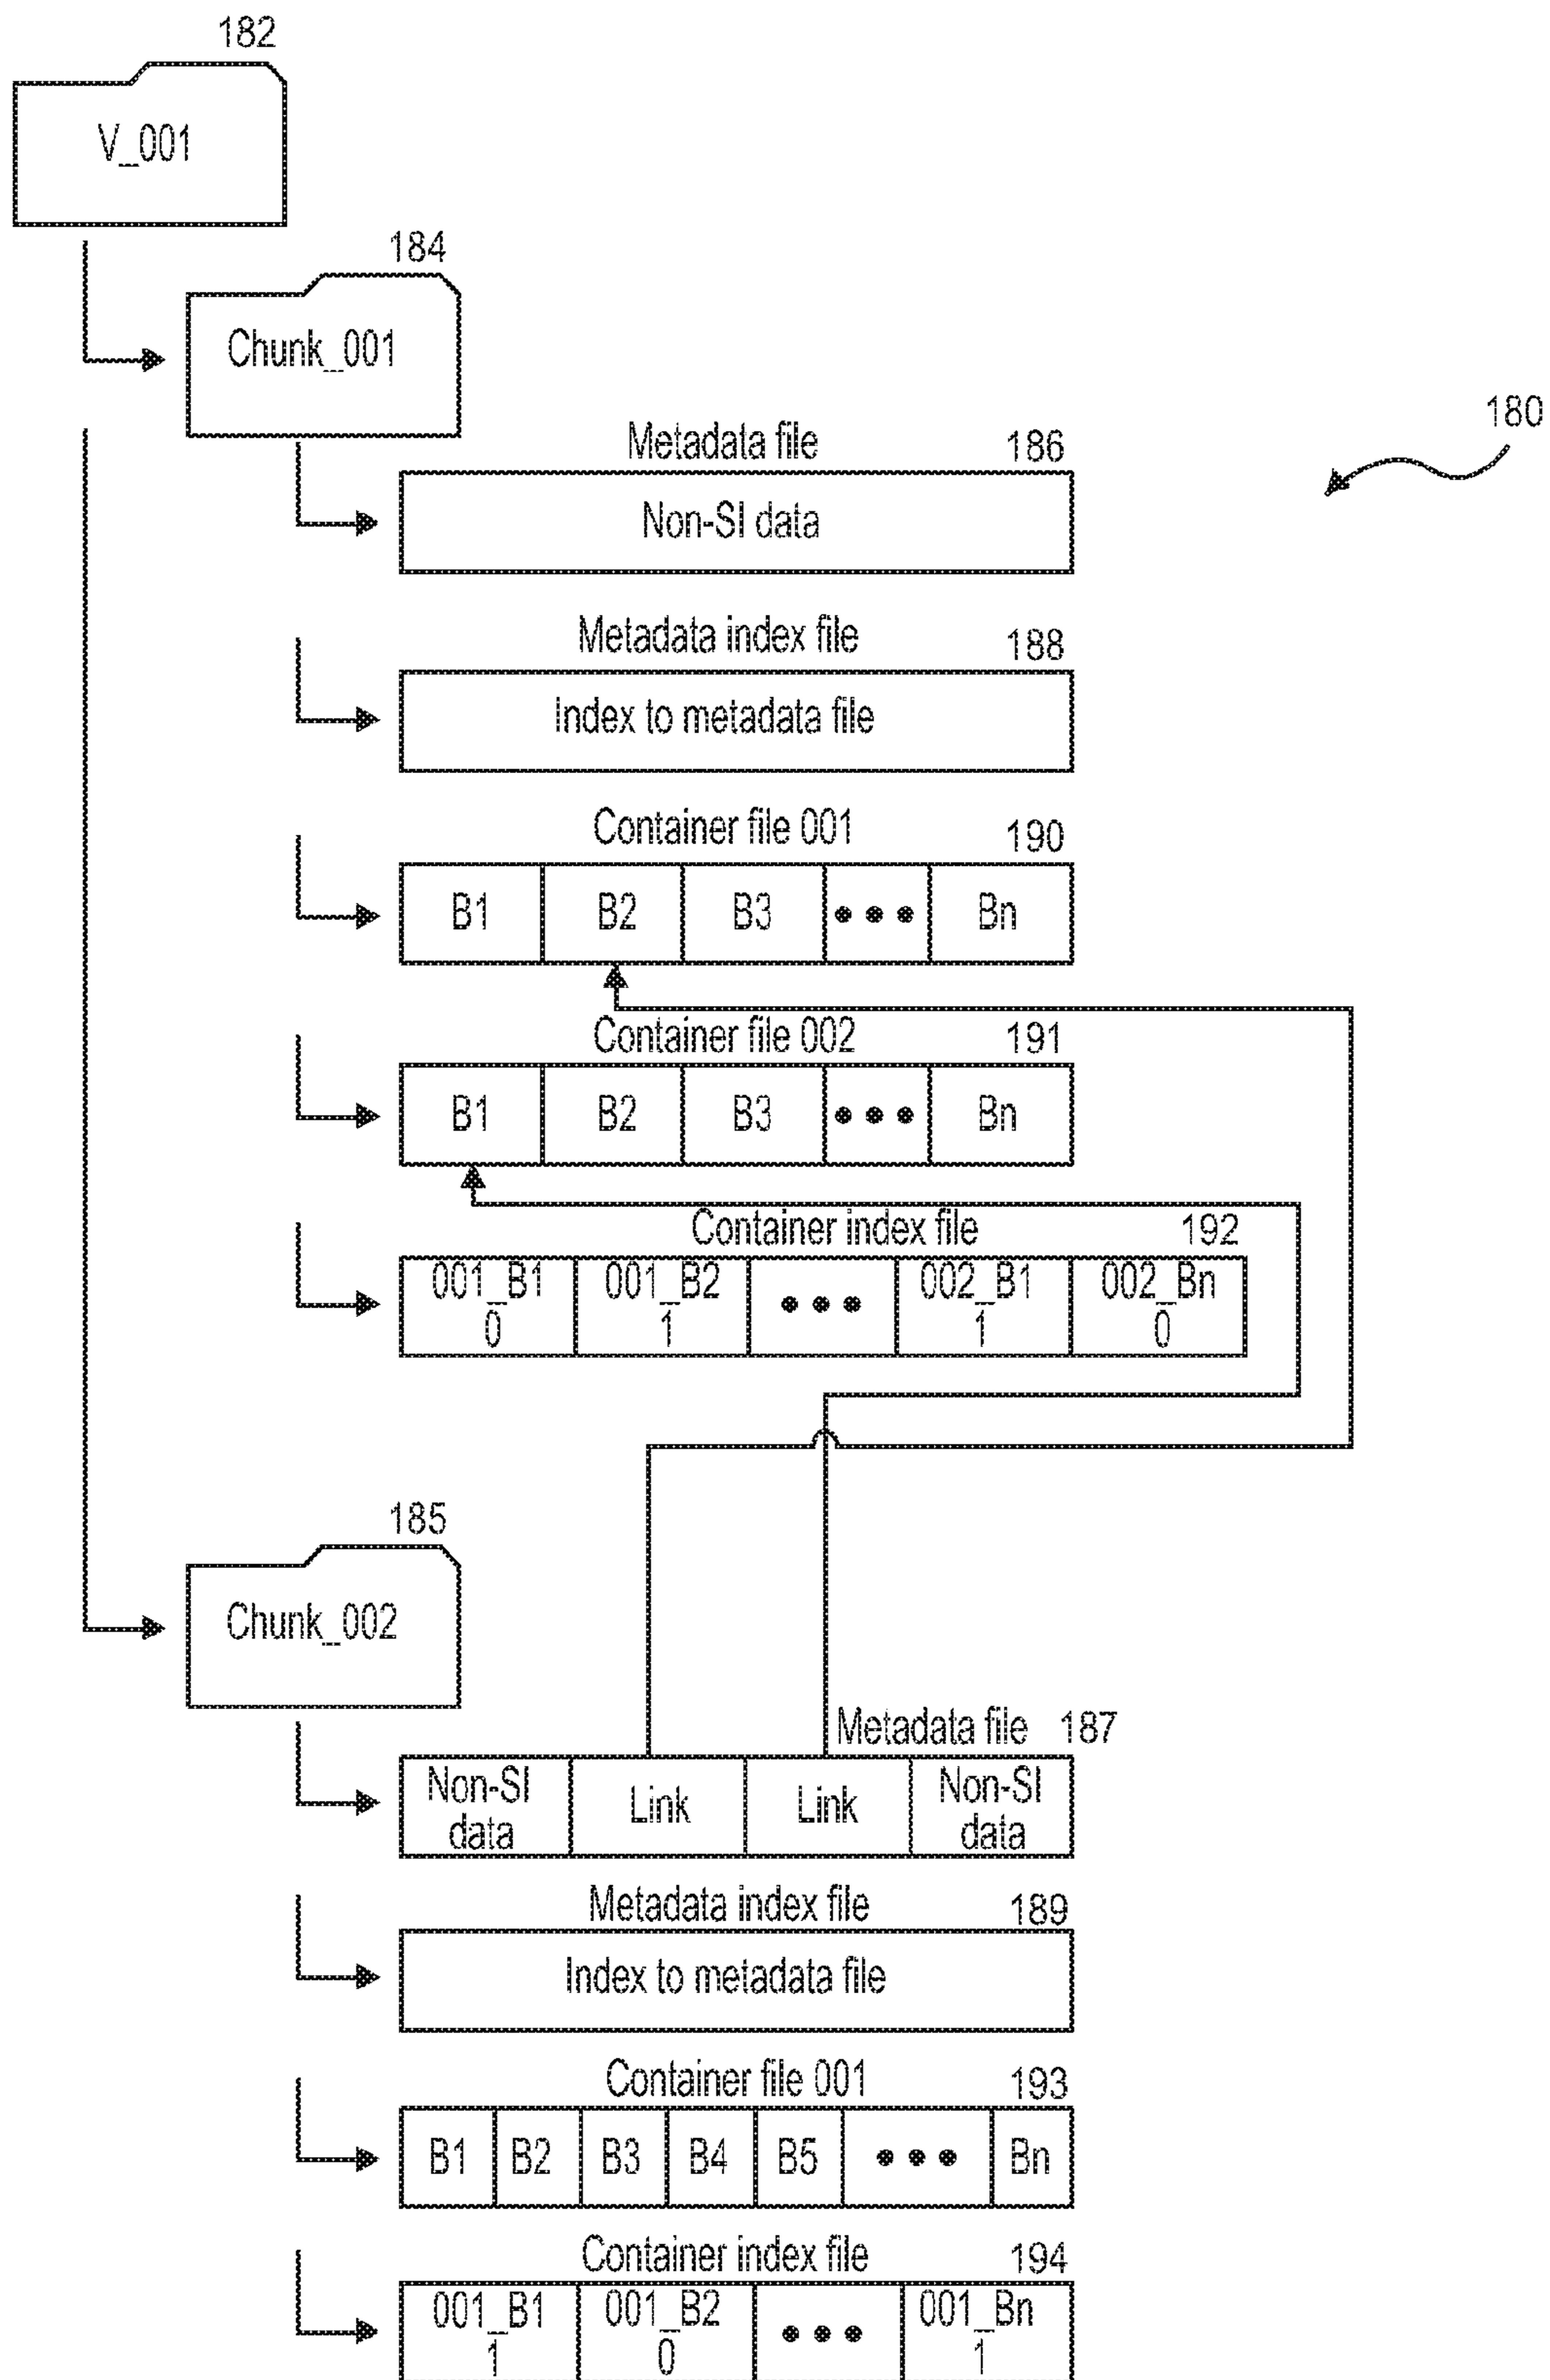 182
V_001
184
Chunk_001
180
Metadata file 186
Non-SI data
Metadata index file 188
Index to metadata file
Container file 001 190
B1 B2 B3 ●●● Bn
Container file 002 191
B1 B2 B3 ●●● Bn
Container index file 192
001_B1 001_B2 ●●● 002_B1 002_Bn
0 1 1 0
185
Chunk_002
Metadata file 187
Non-SI Link Link Non-SI
data data
Metadata index file 189
Index to metadata file
Container file 001 193
B1 B2 B3 B4 B5 ●●● Bn
Container index file 194
001_B1 001_B2 ●●● 001_Bn
1 0 1